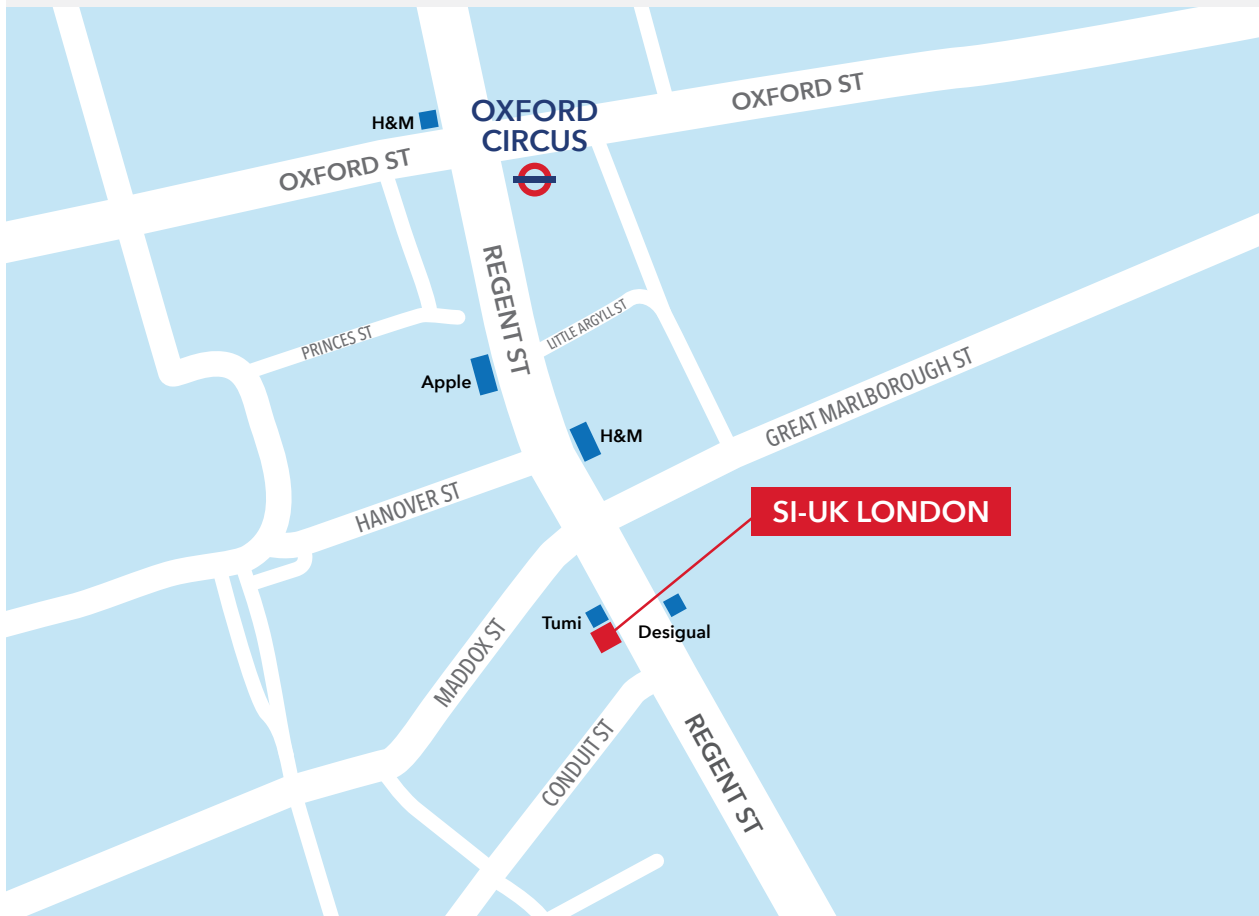 OXFORD ST
OXFORD
CIRCUS
H&M
OXFORD ST
REGENT ST
LITTLE ARGYLL ST
PRINCES ST
Apple
GREAT MARLBOROUGH ST
H&M
HANOVER ST
SI-UK LONDON
Tumi
Desigual
MADDOX ST
CONDUIT ST
REGENT ST